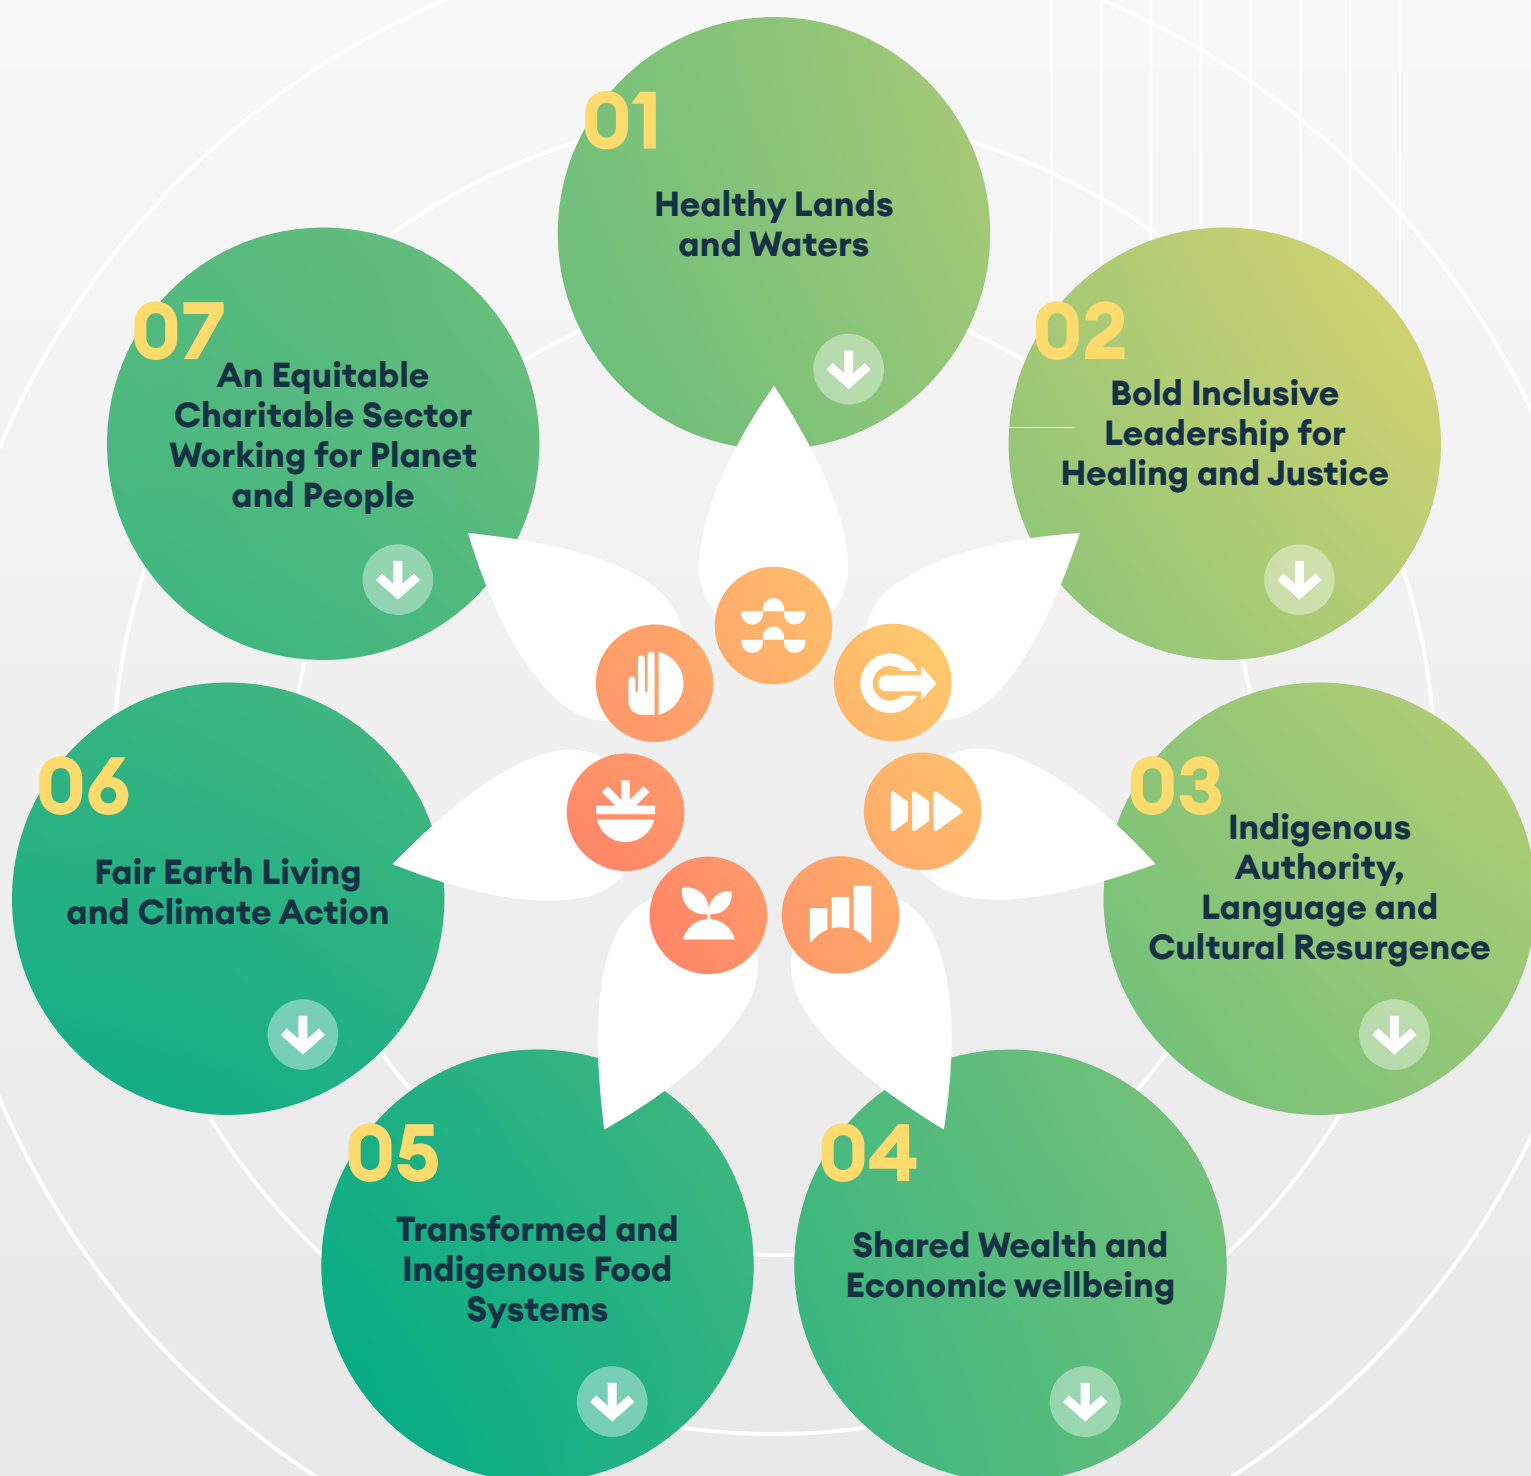 01
Healthy Lands
and Waters
02
Bold Inclusive
Leadership for
Healing and Justice
03
Indigenous
Authority,
Language and
Cultural Resurgence
04
Shared Wealth and
Economic wellbeing
05
Transformed and
Indigenous Food
Systems
06
Fair Earth Living
and Climate Action
07
An Equitable
Charitable Sector
Working for Planet
and People